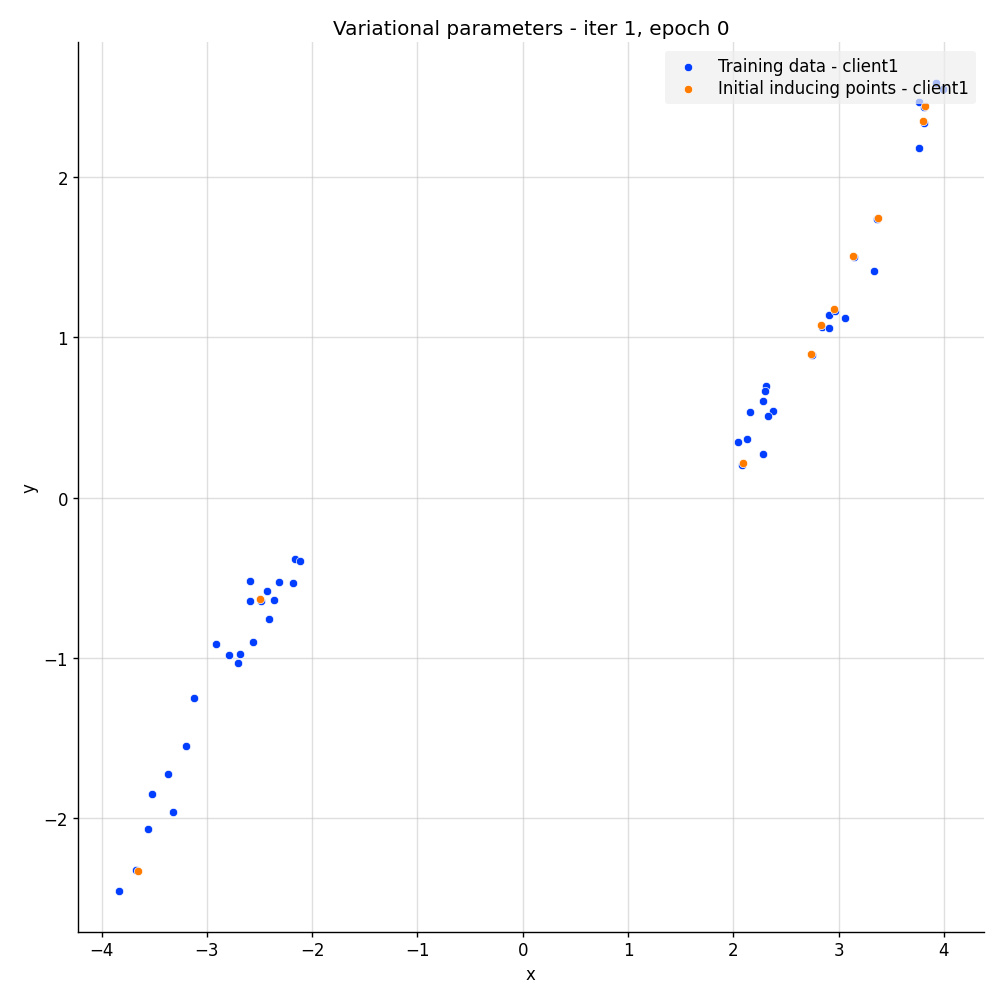 Variational parameters - iter 1, epoch 0
Training data - client1
Initial inducing points - client1
2
1
0
−1
−2
y
−4
−3
−2
−1
0
1
2
3
4
x